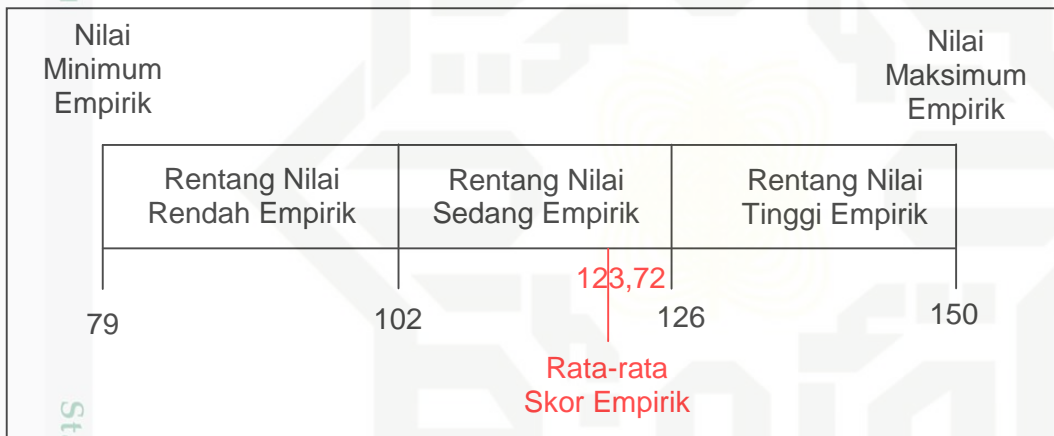 Nilai
Minimum
Empirik
Nilai
Maksimum
Empirik
Rentang Nilai
Rendah Empirik
Rentang Nilai
Sedang Empirik
Rentang Nilai
Tinggi Empirik
123,72
79
102
126
150
Rata-rata
Skor Empirik